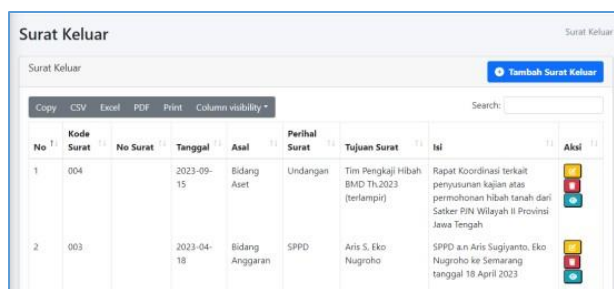 Surat Keluar
Surat Keluar
Surat Keluar
Tambah Surat Keluar
Copy CSV Excel PDF Print Column visibility
Search:
No Kode Surat No Surat Tanggal Asal Perihal Surat Tujuan Surat Isi Aksi
1 004 2023-09-15 Bidang Aset Undangan Tim Pengkaji Hibah BMD Th.2023 (terlampir) Rapat Koordinasi terkait penyusunan kajian atas permohonan hibah tanah dari Satker PJN Wilayah II Provinsi Jawa Tengah
2 003 2023-04-18 Bidang Anggaran SPPD Aris S, Eko Nugroho SPPD a.n Aris Sugiyanto, Eko Nugroho ke Semarang tanggal 18 April 2023